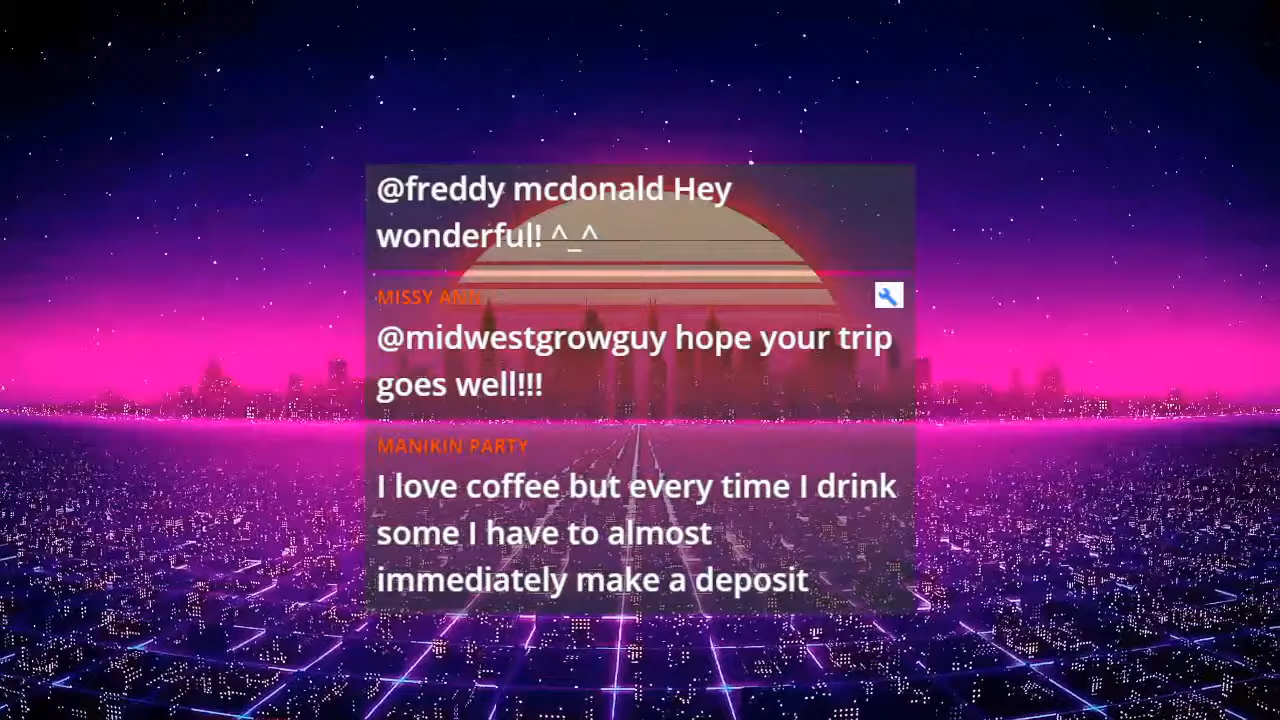 @freddy mcdonald Hey
wonderful! ^_^
MISSY ANN
@midwestgrowguy hope your trip
goes well!!!
MANIKIN PARTY
I love coffee but every time I drink
some I have to almost
immediately make a deposit